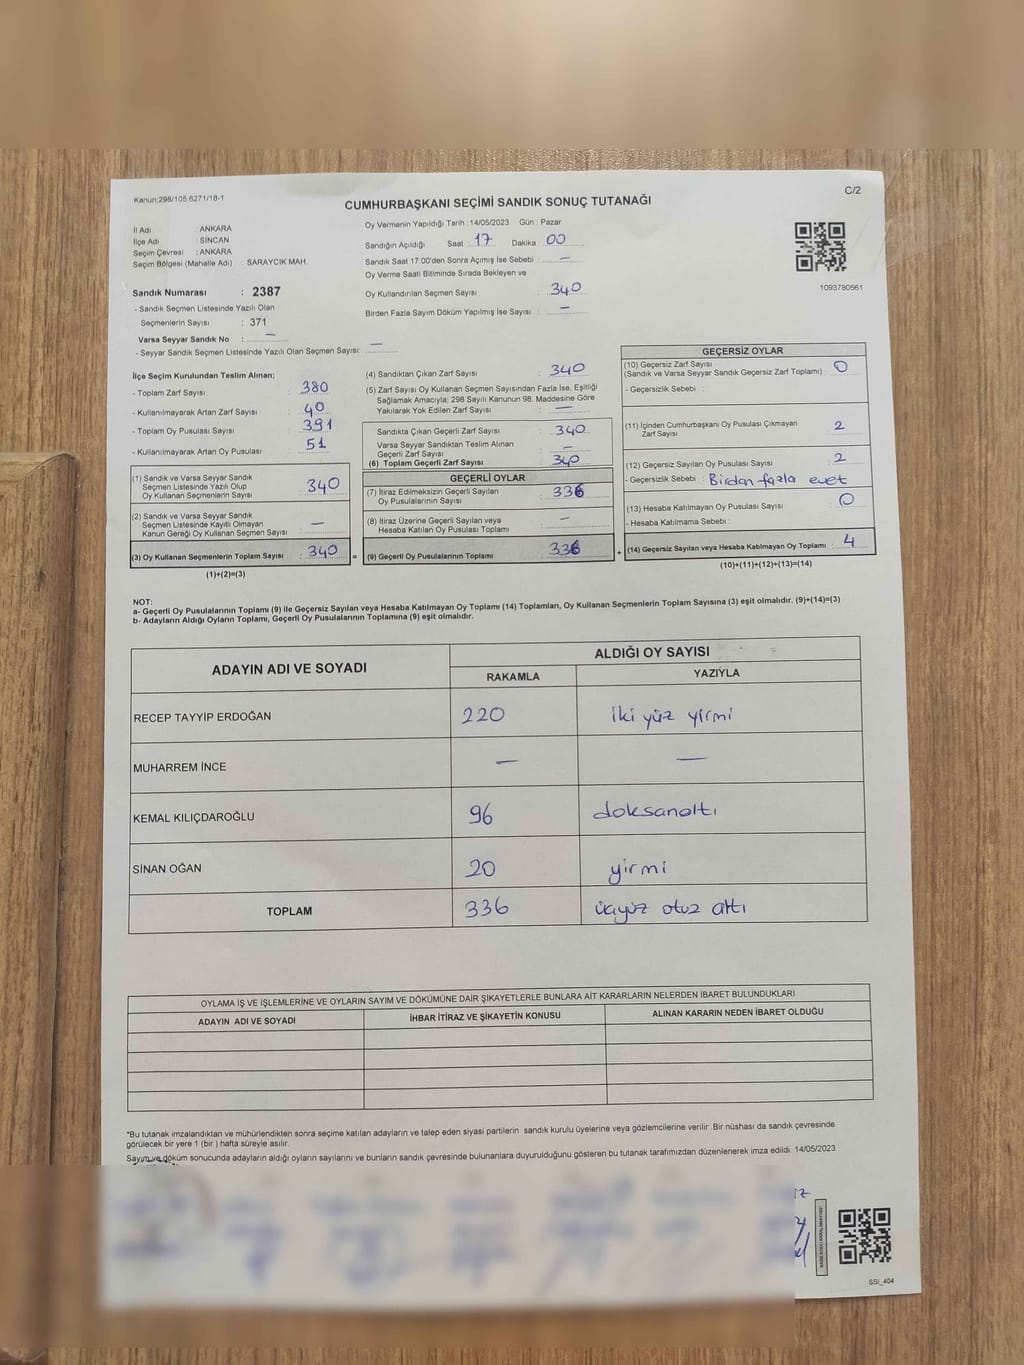 Kanun:298/105,6271/18-1
C/2
CUMHURBAŞKANI SEÇİMİ SANDIK SONUÇ TUTANAĞI
İl Adı ANKARA
İlçe Adı SİNCAN
Seçim Çevresi : ANKARA
Seçim Bölgesi (Mahalle Adı) : SARAYCIK MAH.
Sandık Numarası : 2387
- Sandık Seçmen Listesinde Yazılı Olan
Seçmenlerin Sayısı : 371
Varsa Seyyar Sandık No : —
- Seyyar Sandık Seçmen Listesinde Yazılı Olan Seçmen Sayısı: —
Oy Vermenin Yapıldığı Tarih : 14/05/2023 Gün : Pazar
Sandığın Açıldığı Saat : 17 Dakika : 00
Sandık Saat 17:00'den Sonra Açılmış İse Sebebi : —
Oy Verme Saati Bitiminde Sırada Bekleyen ve
Oy Kullandırılan Seçmen Sayısı : 340
Birden Fazla Sayım Döküm Yapılmış İse Sayısı : —
1093780561
İlçe Seçim Kurulundan Teslim Alınan;
- Toplam Zarf Sayısı : 380
- Kullanılmayarak Artan Zarf Sayısı : 40
- Toplam Oy Pusulası Sayısı : 391
- Kullanılmayarak Artan Oy Pusulası : 51
(1) Sandık ve Varsa Seyyar Sandık
Seçmen Listesinde Yazılı Olup
Oy Kullanan Seçmenlerin Sayısı : 340
(2) Sandık ve Varsa Seyyar Sandık
Seçmen Listesinde Kayıtlı Olmayan
Kanun Gereği Oy Kullanan Seçmen Sayısı : —
(3) Oy Kullanan Seçmenlerin Toplam Sayısı : 340 =
(1)+(2)=(3)
(4) Sandıktan Çıkan Zarf Sayısı : 340
(5) Zarf Sayısı Oy Kullanan Seçmen Sayısından Fazla İse, Eşitliği
Sağlamak Amacıyla; 298 Sayılı Kanunun 98. Maddesine Göre
Yakılarak Yok Edilen Zarf Sayısı : —
Sandıkta Çıkan Geçerli Zarf Sayısı : 340
Varsa Seyyar Sandıktan Teslim Alınan
Geçerli Zarf Sayısı : —
(6) Toplam Geçerli Zarf Sayısı : 340
GEÇERLİ OYLAR
(7) İtiraz Edilmeksizin Geçerli Sayılan
Oy Pusulalarının Sayısı : 336
(8) İtiraz Üzerine Geçerli Sayılan veya
Hesaba Katılan Oy Pusulası Toplamı : —
(9) Geçerli Oy Pusulalarının Toplamı : 336 +
GEÇERSİZ OYLAR
(10) Geçersiz Zarf Sayısı
(Sandık ve Varsa Seyyar Sandık Geçersiz Zarf Toplamı) : 0
- Geçersizlik Sebebi :
(11) İçinden Cumhurbaşkanı Oy Pusulası Çıkmayan
Zarf Sayısı : 2
(12) Geçersiz Sayılan Oy Pusulası Sayısı : 2
- Geçersizlik Sebebi : Birden fazla evet
(13) Hesaba Katılmayan Oy Pusulası Sayısı : 0
- Hesaba Katılmama Sebebi :
(14) Geçersiz Sayılan veya Hesaba Katılmayan Oy Toplamı : 4
(10)+(11)+(12)+(13)=(14)
NOT:
a- Geçerli Oy Pusulalarının Toplamı (9) ile Geçersiz Sayılan veya Hesaba Katılmayan Oy Toplamı (14) Toplamları, Oy Kullanan Seçmenlerin Toplam Sayısına (3) eşit olmalıdır. (9)+(14)=(3)
b- Adayların Aldığı Oyların Toplamı, Geçerli Oy Pusulalarının Toplamına (9) eşit olmalıdır.
ADAYIN ADI VE SOYADI ALDIĞI OY SAYISI
RAKAMLA YAZIYLA
RECEP TAYYİP ERDOĞAN 220 iki yüz yirmi
MUHARREM İNCE — —
KEMAL KILIÇDAROĞLU 96 doksanaltı
SİNAN OĞAN 20 yirmi
TOPLAM 336 üçyüz otuz altı
OYLAMA İŞ VE İŞLEMLERİNE VE OYLARIN SAYIM VE DÖKÜMÜNE DAİR ŞİKAYETLERLE BUNLARA AİT KARARLARIN NELERDEN İBARET BULUNDUKLARI
ADAYIN ADI VE SOYADI İHBAR İTİRAZ VE ŞİKAYETİN KONUSU ALINAN KARARIN NEDEN İBARET OLDUĞU
*Bu tutanak imzalandıktan ve mühürlendikten sonra seçime katılan adayların ve talep eden siyasi partilerin sandık kurulu üyelerine veya gözlemcilerine verilir. Bir nüshası da sandık çevresinde
görülecek bir yere 1 (bir) hafta süreyle asılır.
Sayım ve döküm sonucunda adayların aldığı oyların sayılarını ve bunların sandık çevresinde bulunanlara duyurulduğunu gösteren bu tutanak tarafımızdan düzenlenerek imza edildi. 14/05/2023
SSI_404